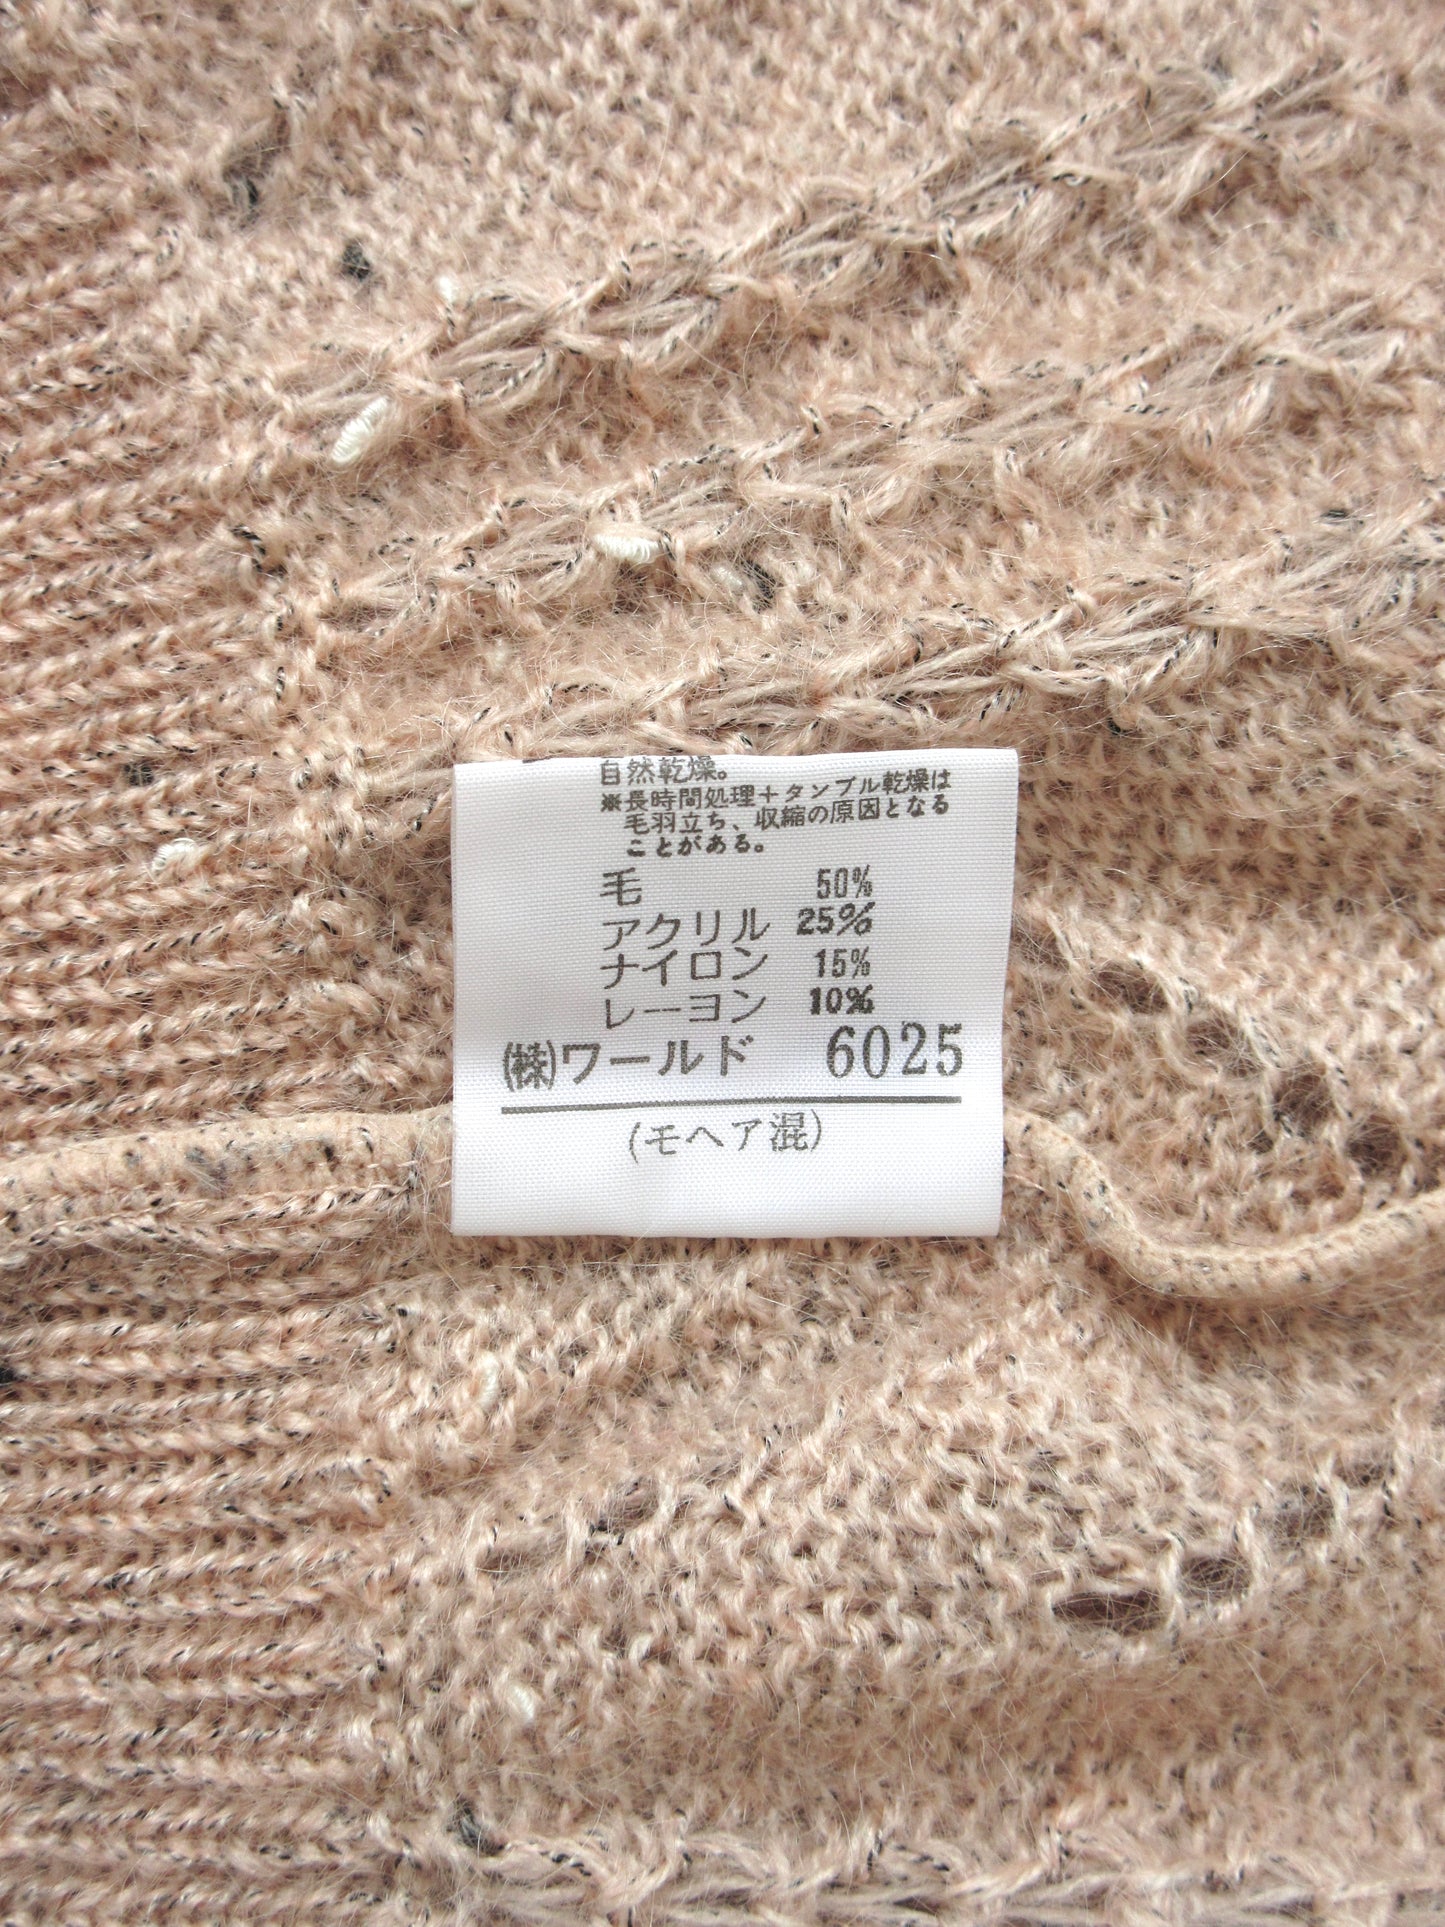 自然乾燥。
※長時間処理＋タンブル乾燥は
毛羽立ち、収縮の原因となる
ことがある。
毛 50%
アクリル 25%
ナイロン 15%
レーヨン 10%
(株)ワールド 6025
(モヘア混)